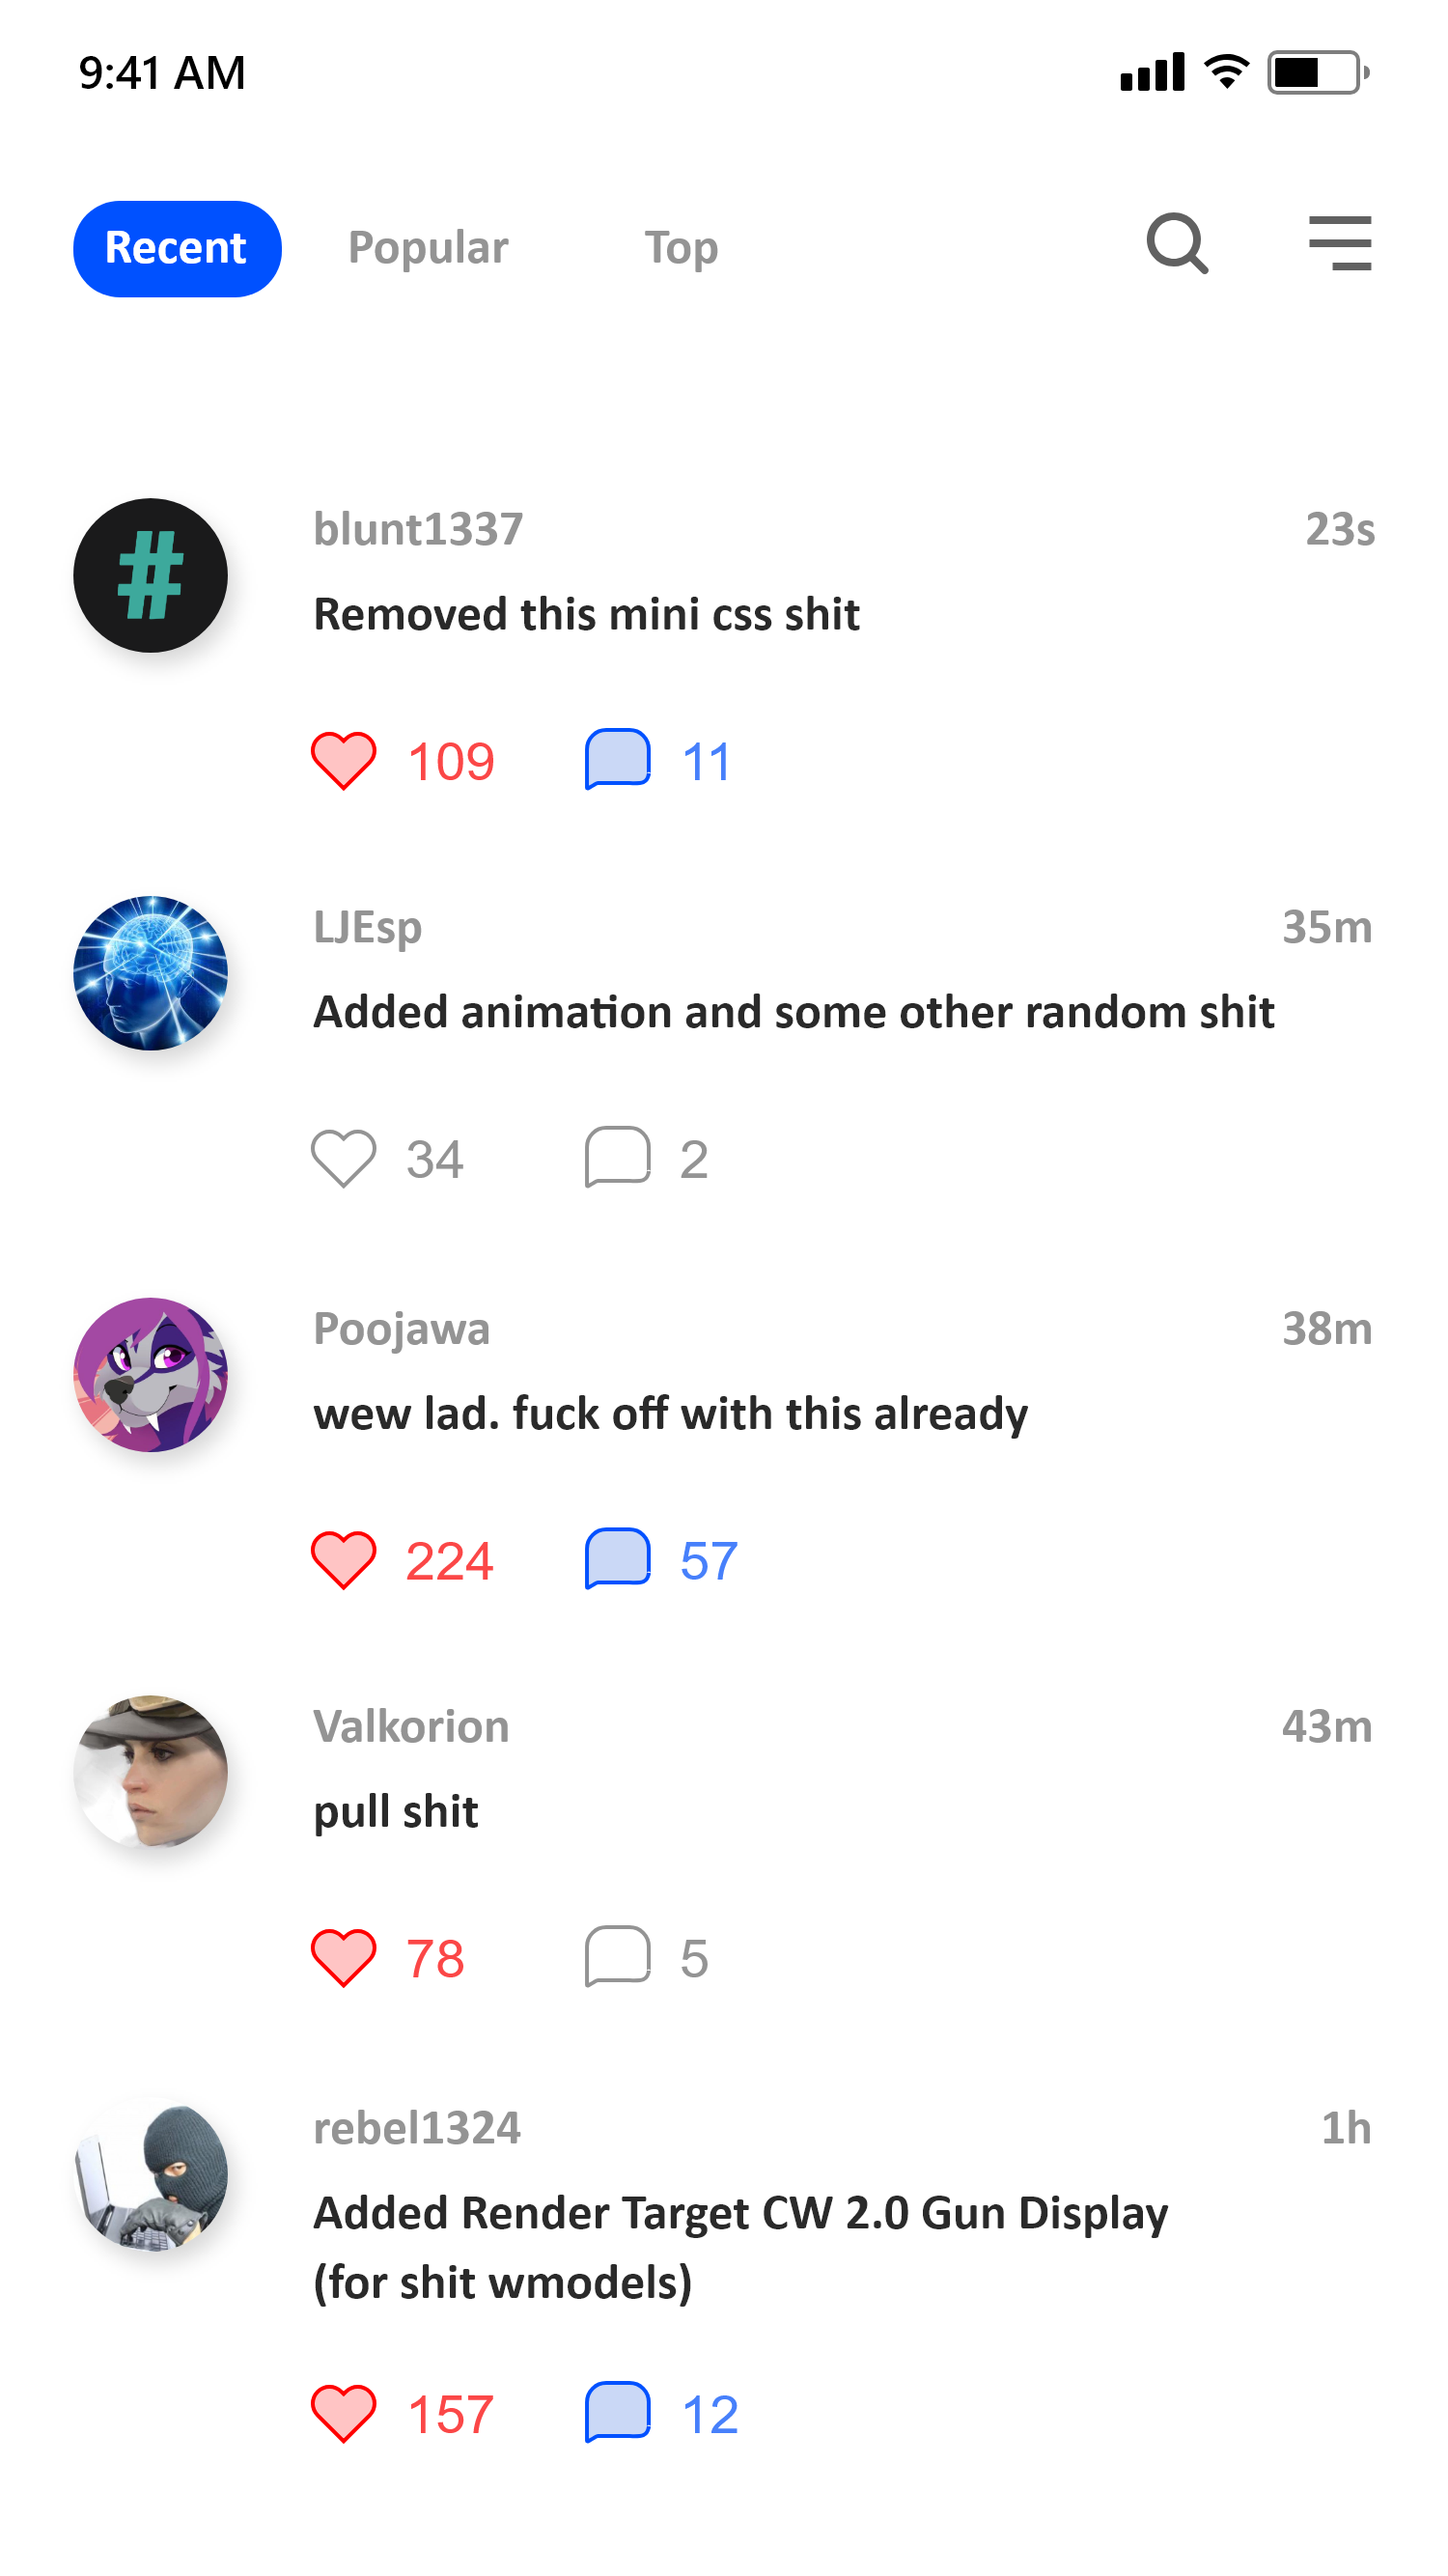 9:41 AM
Recent Popular Top
#
blunt1337 23s
Removed this mini css shit
109 11
LJEsp 35m
Added animation and some other random shit
34 2
Poojawa 38m
wew lad. fuck off with this already
224 57
Valkorion 43m
pull shit
78 5
rebel1324 1h
Added Render Target CW 2.0 Gun Display
(for shit wmodels)
157 12